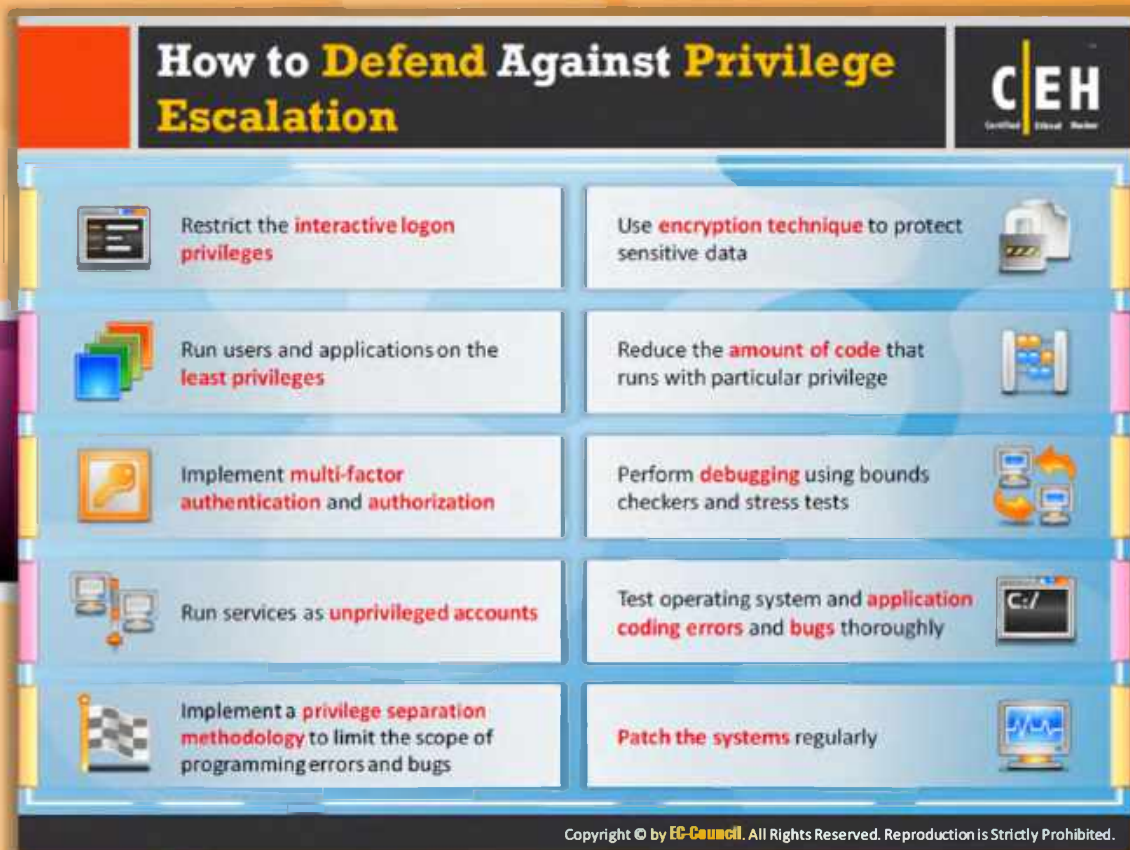 How to Defend Against Privilege
Escalation
CEH
Certified Ethical Hacker
Restrict the interactive logon
privileges
Run users and applications on the
least privileges
Implement multi-factor
authentication and authorization
Run services as unprivileged accounts
Implement a privilege separation
methodology to limit the scope of
programming errors and bugs
Use encryption technique to protect
sensitive data
Reduce the amount of code that
runs with particular privilege
Perform debugging using bounds
checkers and stress tests
Test operating system and application
coding errors and bugs thoroughly
C:/
Patch the systems regularly
Copyright © by EC-Council. All Rights Reserved. Reproduction is Strictly Prohibited.